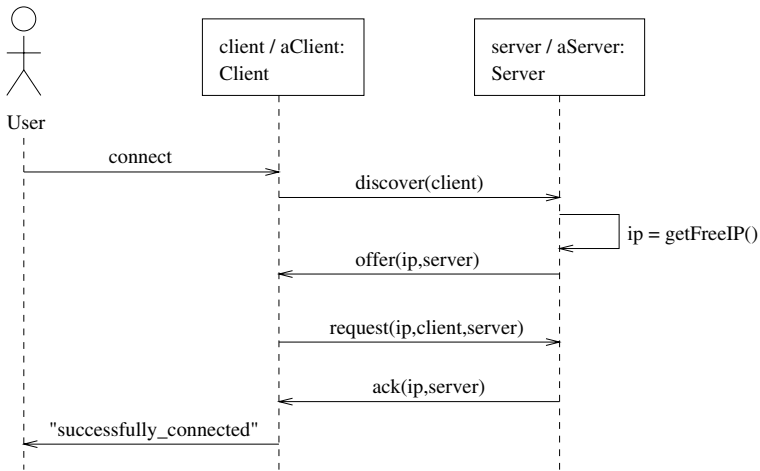 client / aClient:
Client
server / aServer:
Server
User
connect
discover(client)
ip = getFreeIP()
offer(ip,server)
request(ip,client,server)
ack(ip,server)
"successfully_connected"